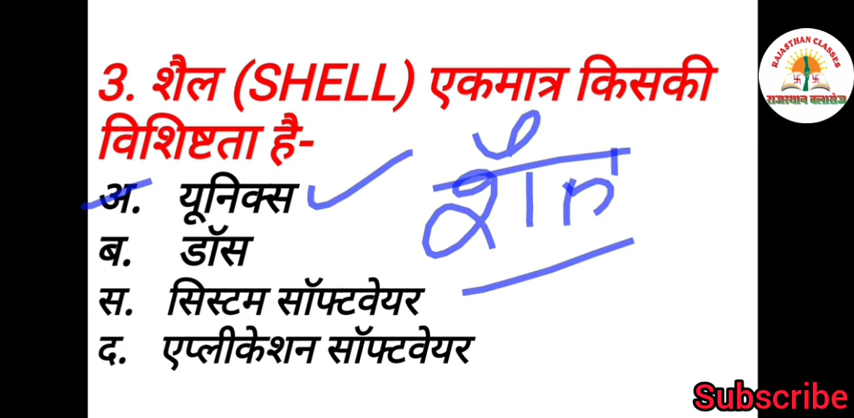 RAJASTHAN CLASSES
राजस्थान क्लासेज
3. शैल (SHELL) एकमात्र किसकी
विशिष्टता है-
अ. यूनिक्स
ब. डॉस
स. सिस्टम सॉफ्टवेयर
द. एप्लीकेशन सॉफ्टवेयर
Subscribe